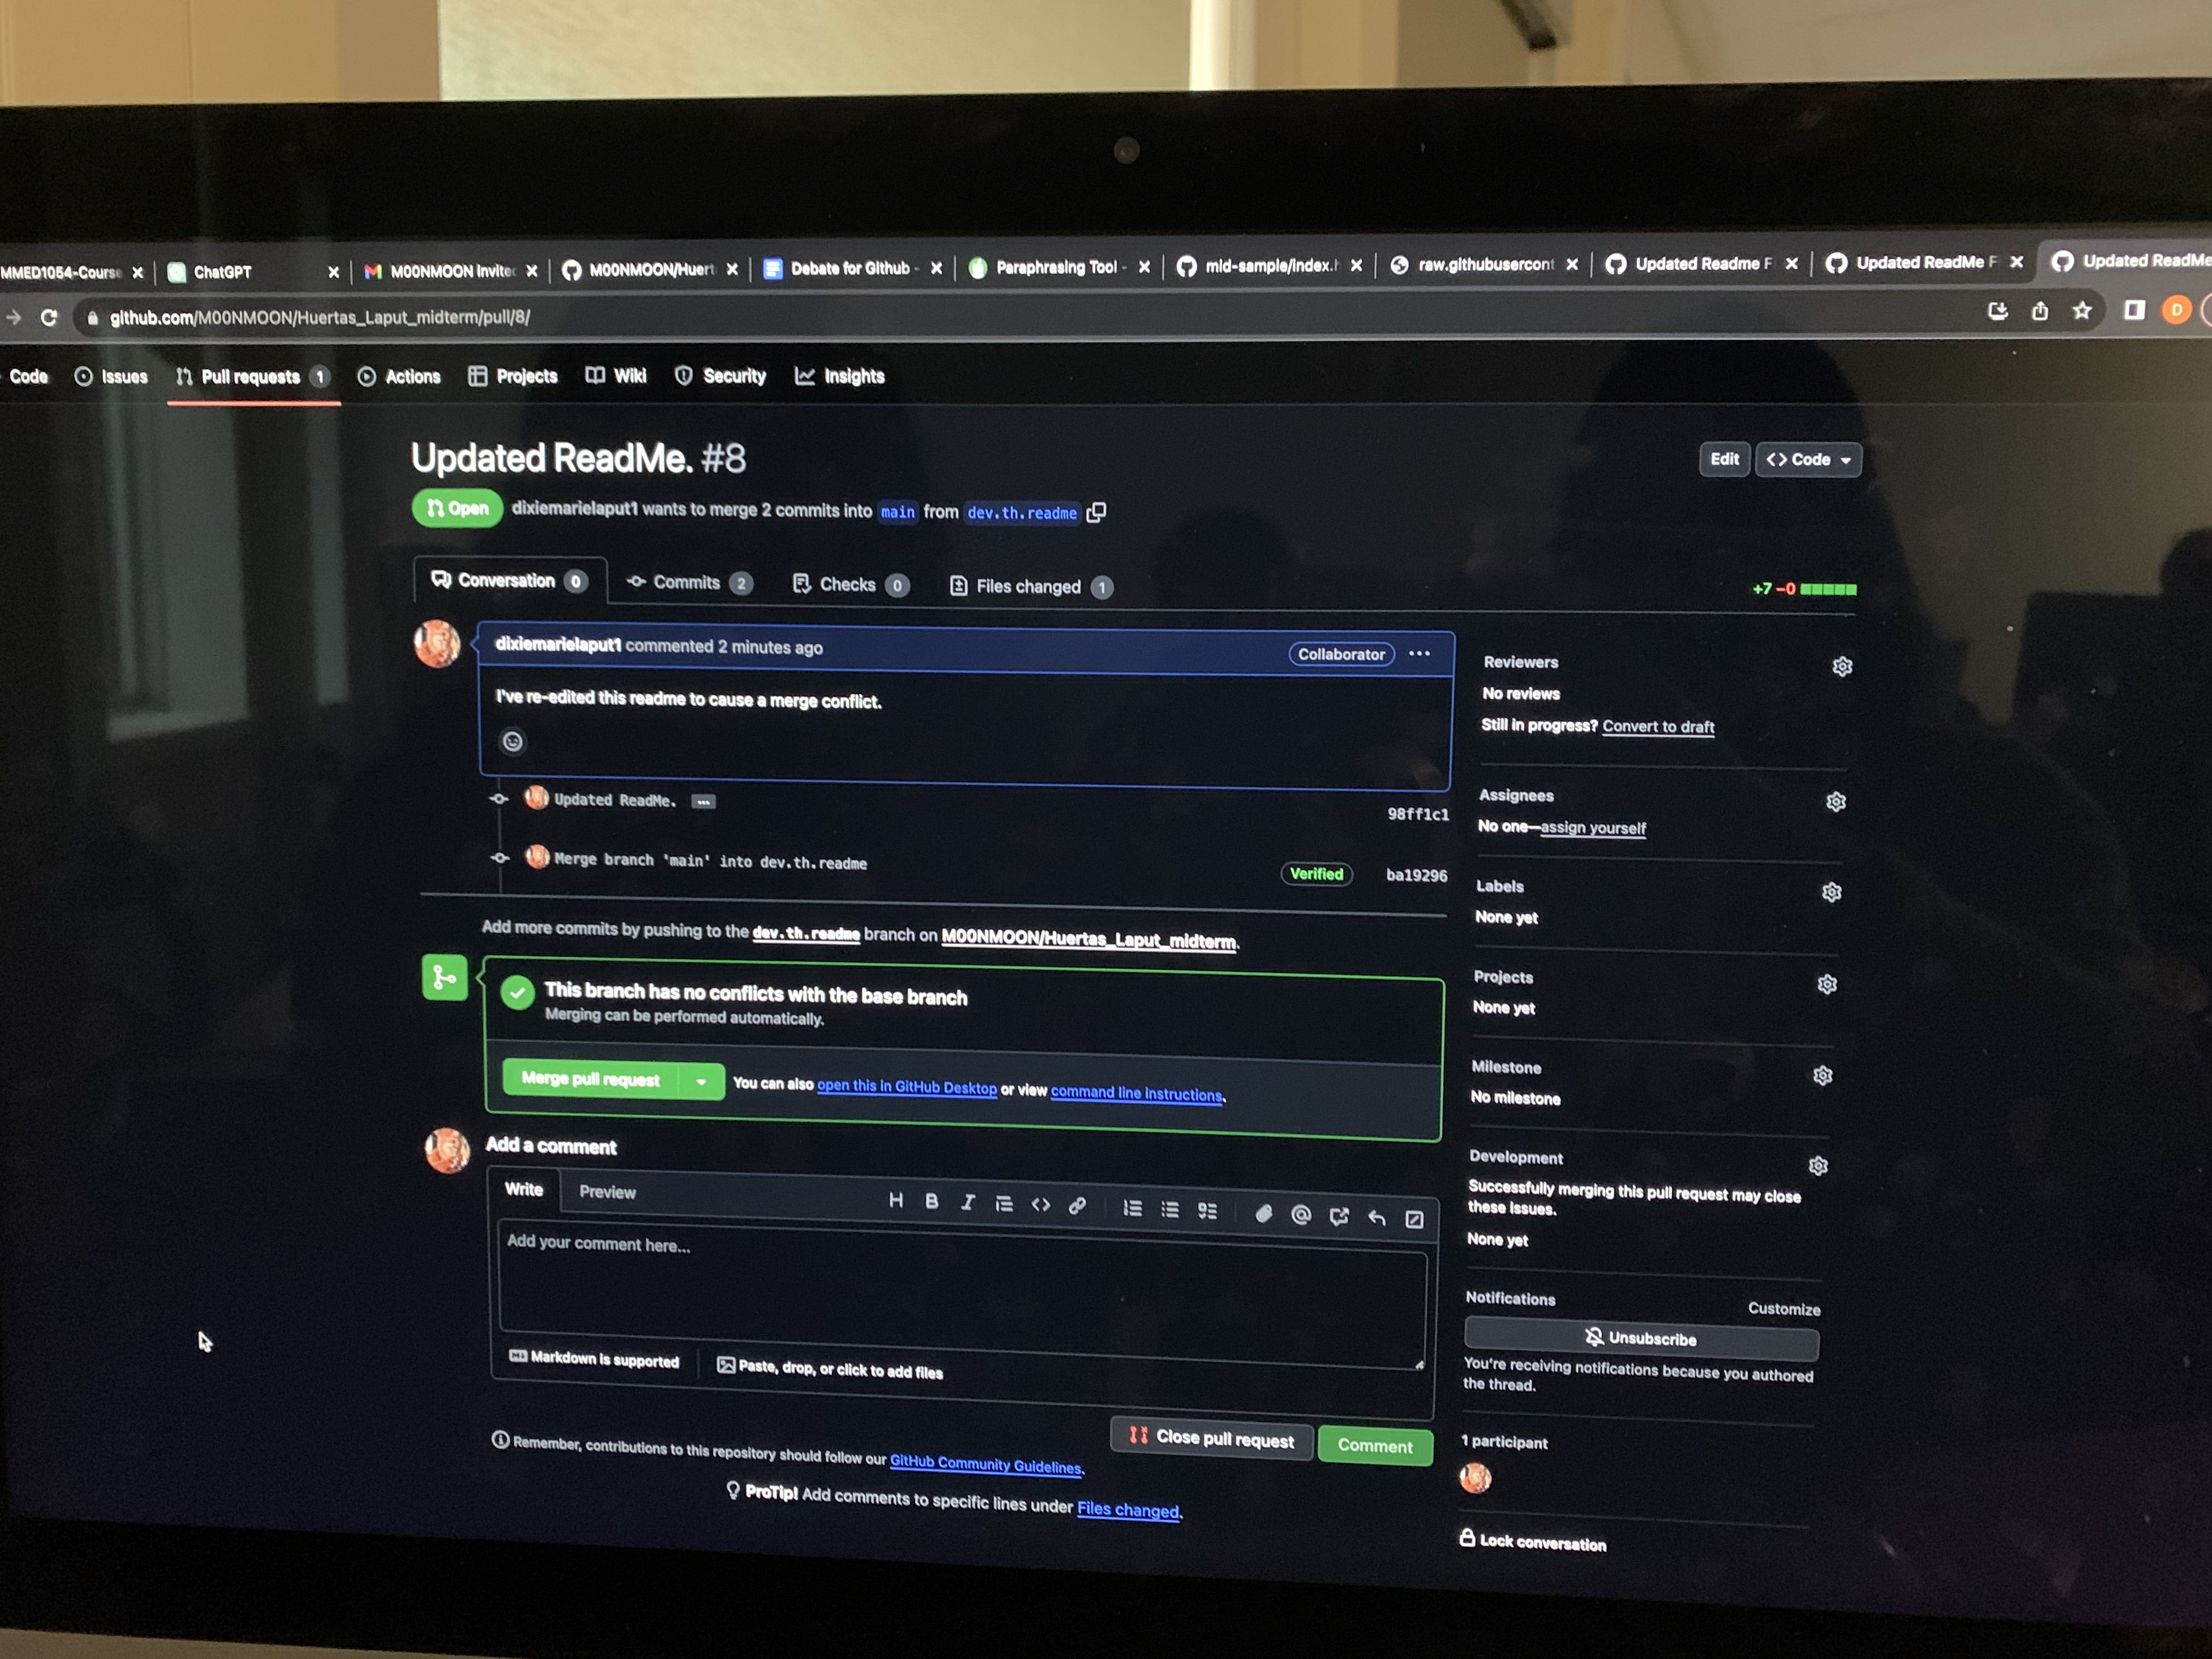 MMED1054-Course
ChatGPT
M00NMOON invite
M00NMOON/Huert
Debate for Github -
Paraphrasing Tool -
mid-sample/index.h
raw.githubusercont
Updated Readme F
Updated ReadMe F
Updated ReadMe
github.com/M00NMOON/Huertas_Laput_midterm/pull/8/
D
Code Issues Pull requests 1 Actions Projects Wiki Security Insights
Updated ReadMe. #8
Edit <> Code
Open dixiemarielaput1 wants to merge 2 commits into main from dev.th.readme
Conversation 0 Commits 2 Checks 0 Files changed 1
+7 −0
dixiemarielaput1 commented 2 minutes ago
Collaborator ...
I've re-edited this readme to cause a merge conflict.
Updated ReadMe. ...
98ff1c1
Merge branch 'main' into dev.th.readme
Verified ba19296
Add more commits by pushing to the dev.th.readme branch on M00NMOON/Huertas_Laput_midterm.
This branch has no conflicts with the base branch
Merging can be performed automatically.
Merge pull request
You can also open this in GitHub Desktop or view command line instructions.
Add a comment
Write Preview
H B I
Add your comment here...
Markdown is supported
Paste, drop, or click to add files
Close pull request
Comment
Remember, contributions to this repository should follow our GitHub Community Guidelines.
ProTip! Add comments to specific lines under Files changed.
Reviewers
No reviews
Still in progress? Convert to draft
Assignees
No one—assign yourself
Labels
None yet
Projects
None yet
Milestone
No milestone
Development
Successfully merging this pull request may close
these issues.
None yet
Notifications
Customize
Unsubscribe
You're receiving notifications because you authored
the thread.
1 participant
Lock conversation